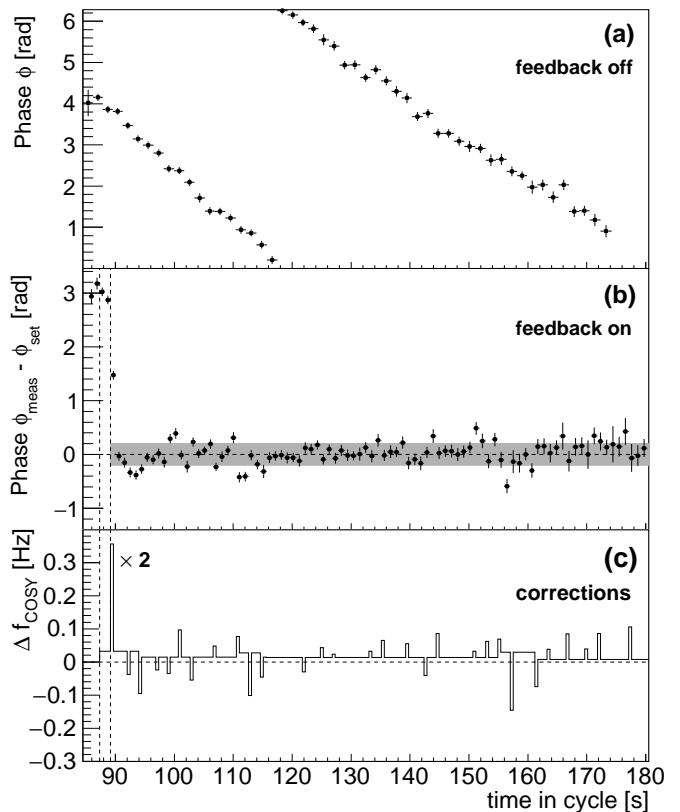 Phase ϕ [rad]
6
5
4
3
2
1
(a)
feedback off
Phase ϕmeas - ϕset [rad]
3
2
1
0
−1
(b)
feedback on
Δ fCOSY [Hz]
0.3
0.2
0.1
0
−0.1
−0.2
−0.3
× 2
(c)
corrections
90 100 110 120 130 140 150 160 170 180
time in cycle [s]